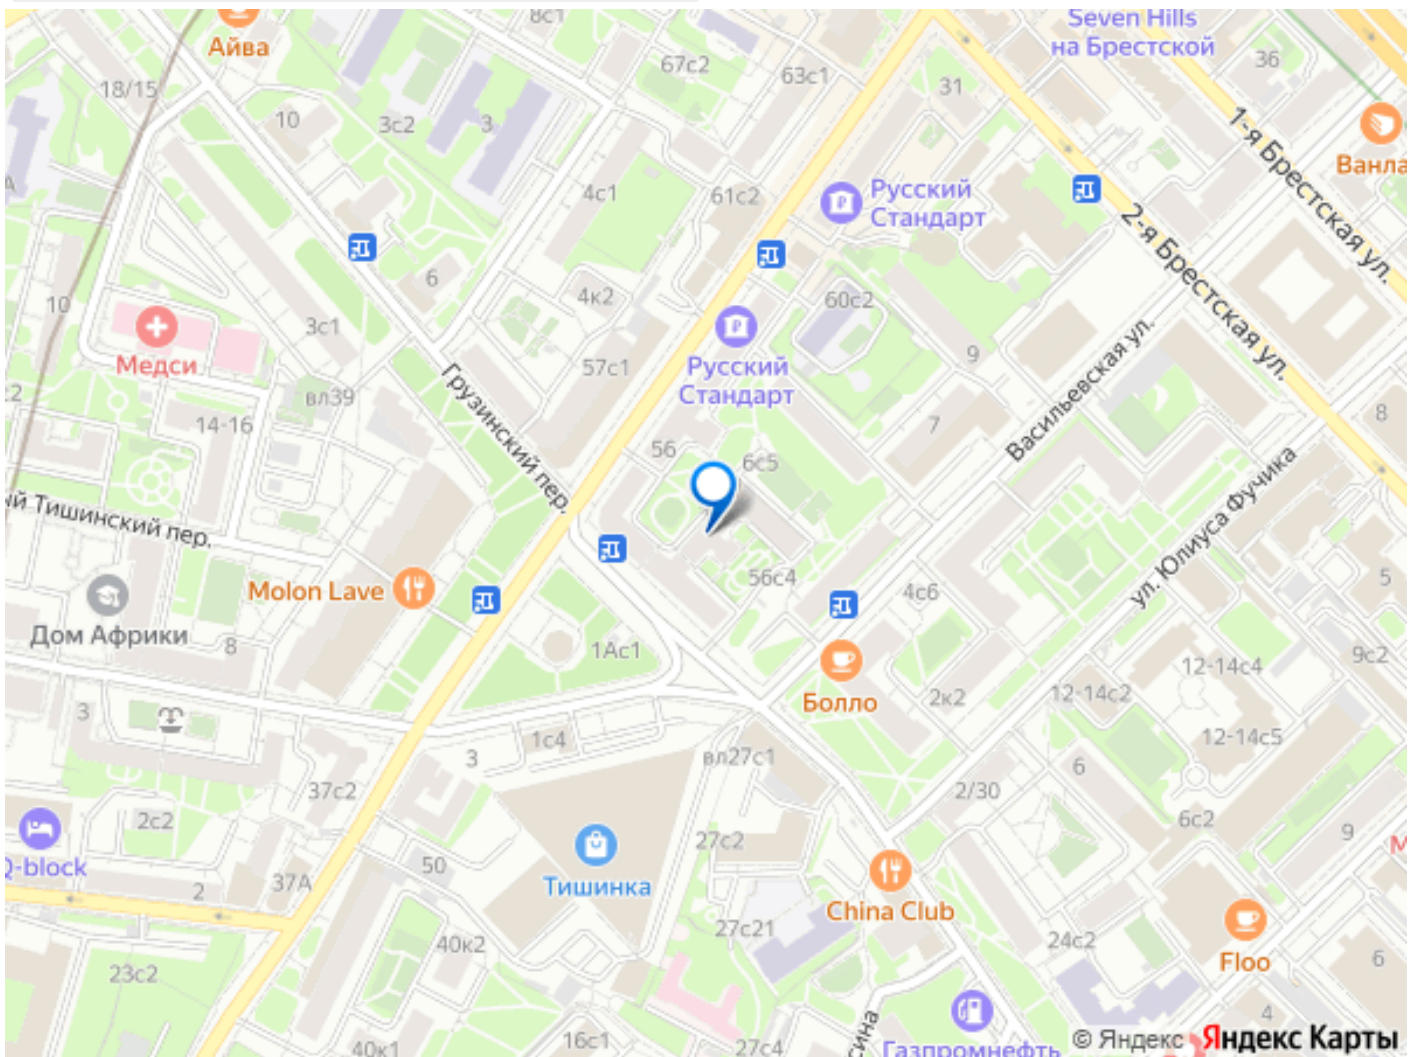 Айва
8с1
Seven Hills
на Брестской
67с2
63с1
36
31
18/15
10
3с2
3
1-я Брестская ул.
Ванла
4с1
61с2
Русский
Стандарт
2-я Брестская ул.
6
4к2
60с2
10
3с1
Медси
57с1
Русский
Стандарт
9
Васильевская ул.
вл39
Грузинский пер.
14-16
56
6с5
7
8
ый Тишинский пер.
ул. Юлиуса Фучика
Molon Lave
56с4
4с6
5
Дом Африки
8
1Ас1
12-14с4
9с2
Болло
2к2
12-14с2
3
1с4
3
вл27с1
12-14с5
6
37с2
2/30
2с2
27с2
6с2
9
Q-block
50
Тишинка
37А
2
China Club
27с21
24с2
40к2
Floo
6
23с2
4
16с1
40к1
27с4
сина
Газпромнефть
© Яндекс Яндекс Карты